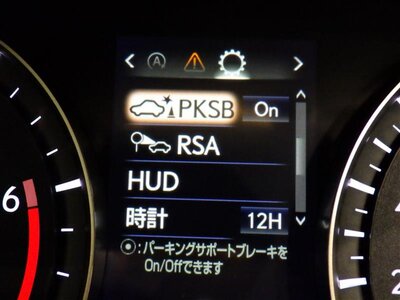 PKSB On
RSA
HUD
時計 12H
⦿:パーキングサポートブレーキを
On/Offできます
6